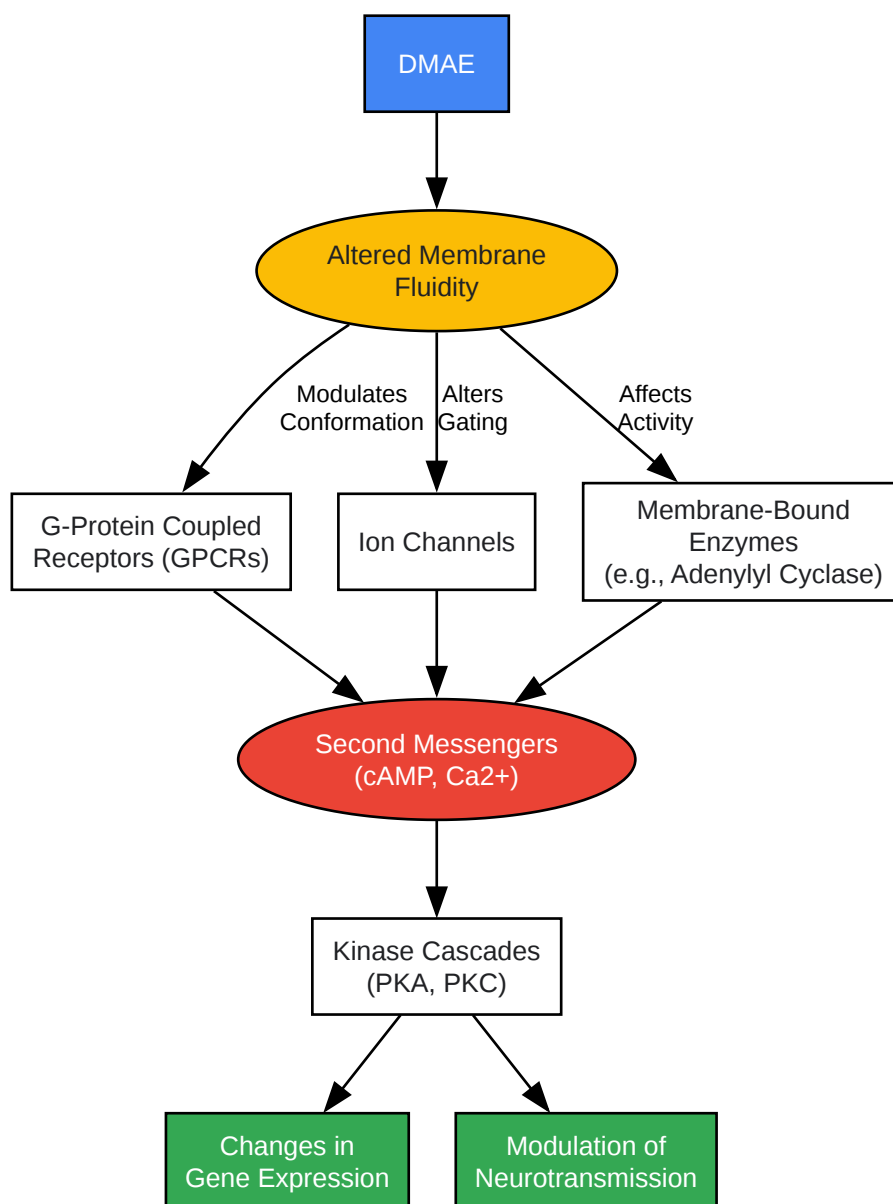 DMAE
Altered Membrane
Fluidity
Modulates
Conformation
Alters
Gating
Affects
Activity
G-Protein Coupled
Receptors (GPCRs)
Ion Channels
Membrane-Bound
Enzymes
(e.g., Adenylyl Cyclase)
Second Messengers
(cAMP, Ca2+)
Kinase Cascades
(PKA, PKC)
Changes in
Gene Expression
Modulation of
Neurotransmission